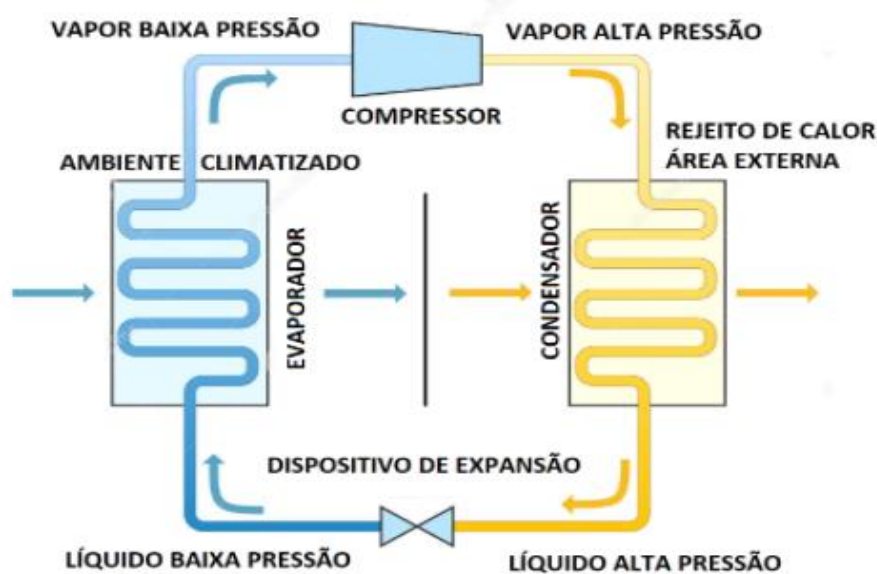 VAPOR BAIXA PRESSÃO
VAPOR ALTA PRESSÃO
COMPRESSOR
REJEITO DE CALOR
ÁREA EXTERNA
AMBIENTE CLIMATIZADO
EVAPORADOR
CONDENSADOR
DISPOSITIVO DE EXPANSÃO
LÍQUIDO BAIXA PRESSÃO
LÍQUIDO ALTA PRESSÃO